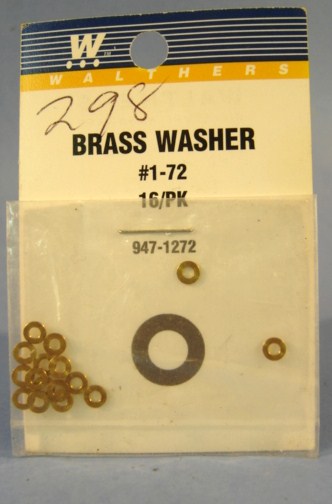 W
WALTHERS
298
BRASS WASHER
#1-72
16/PK
947-1272